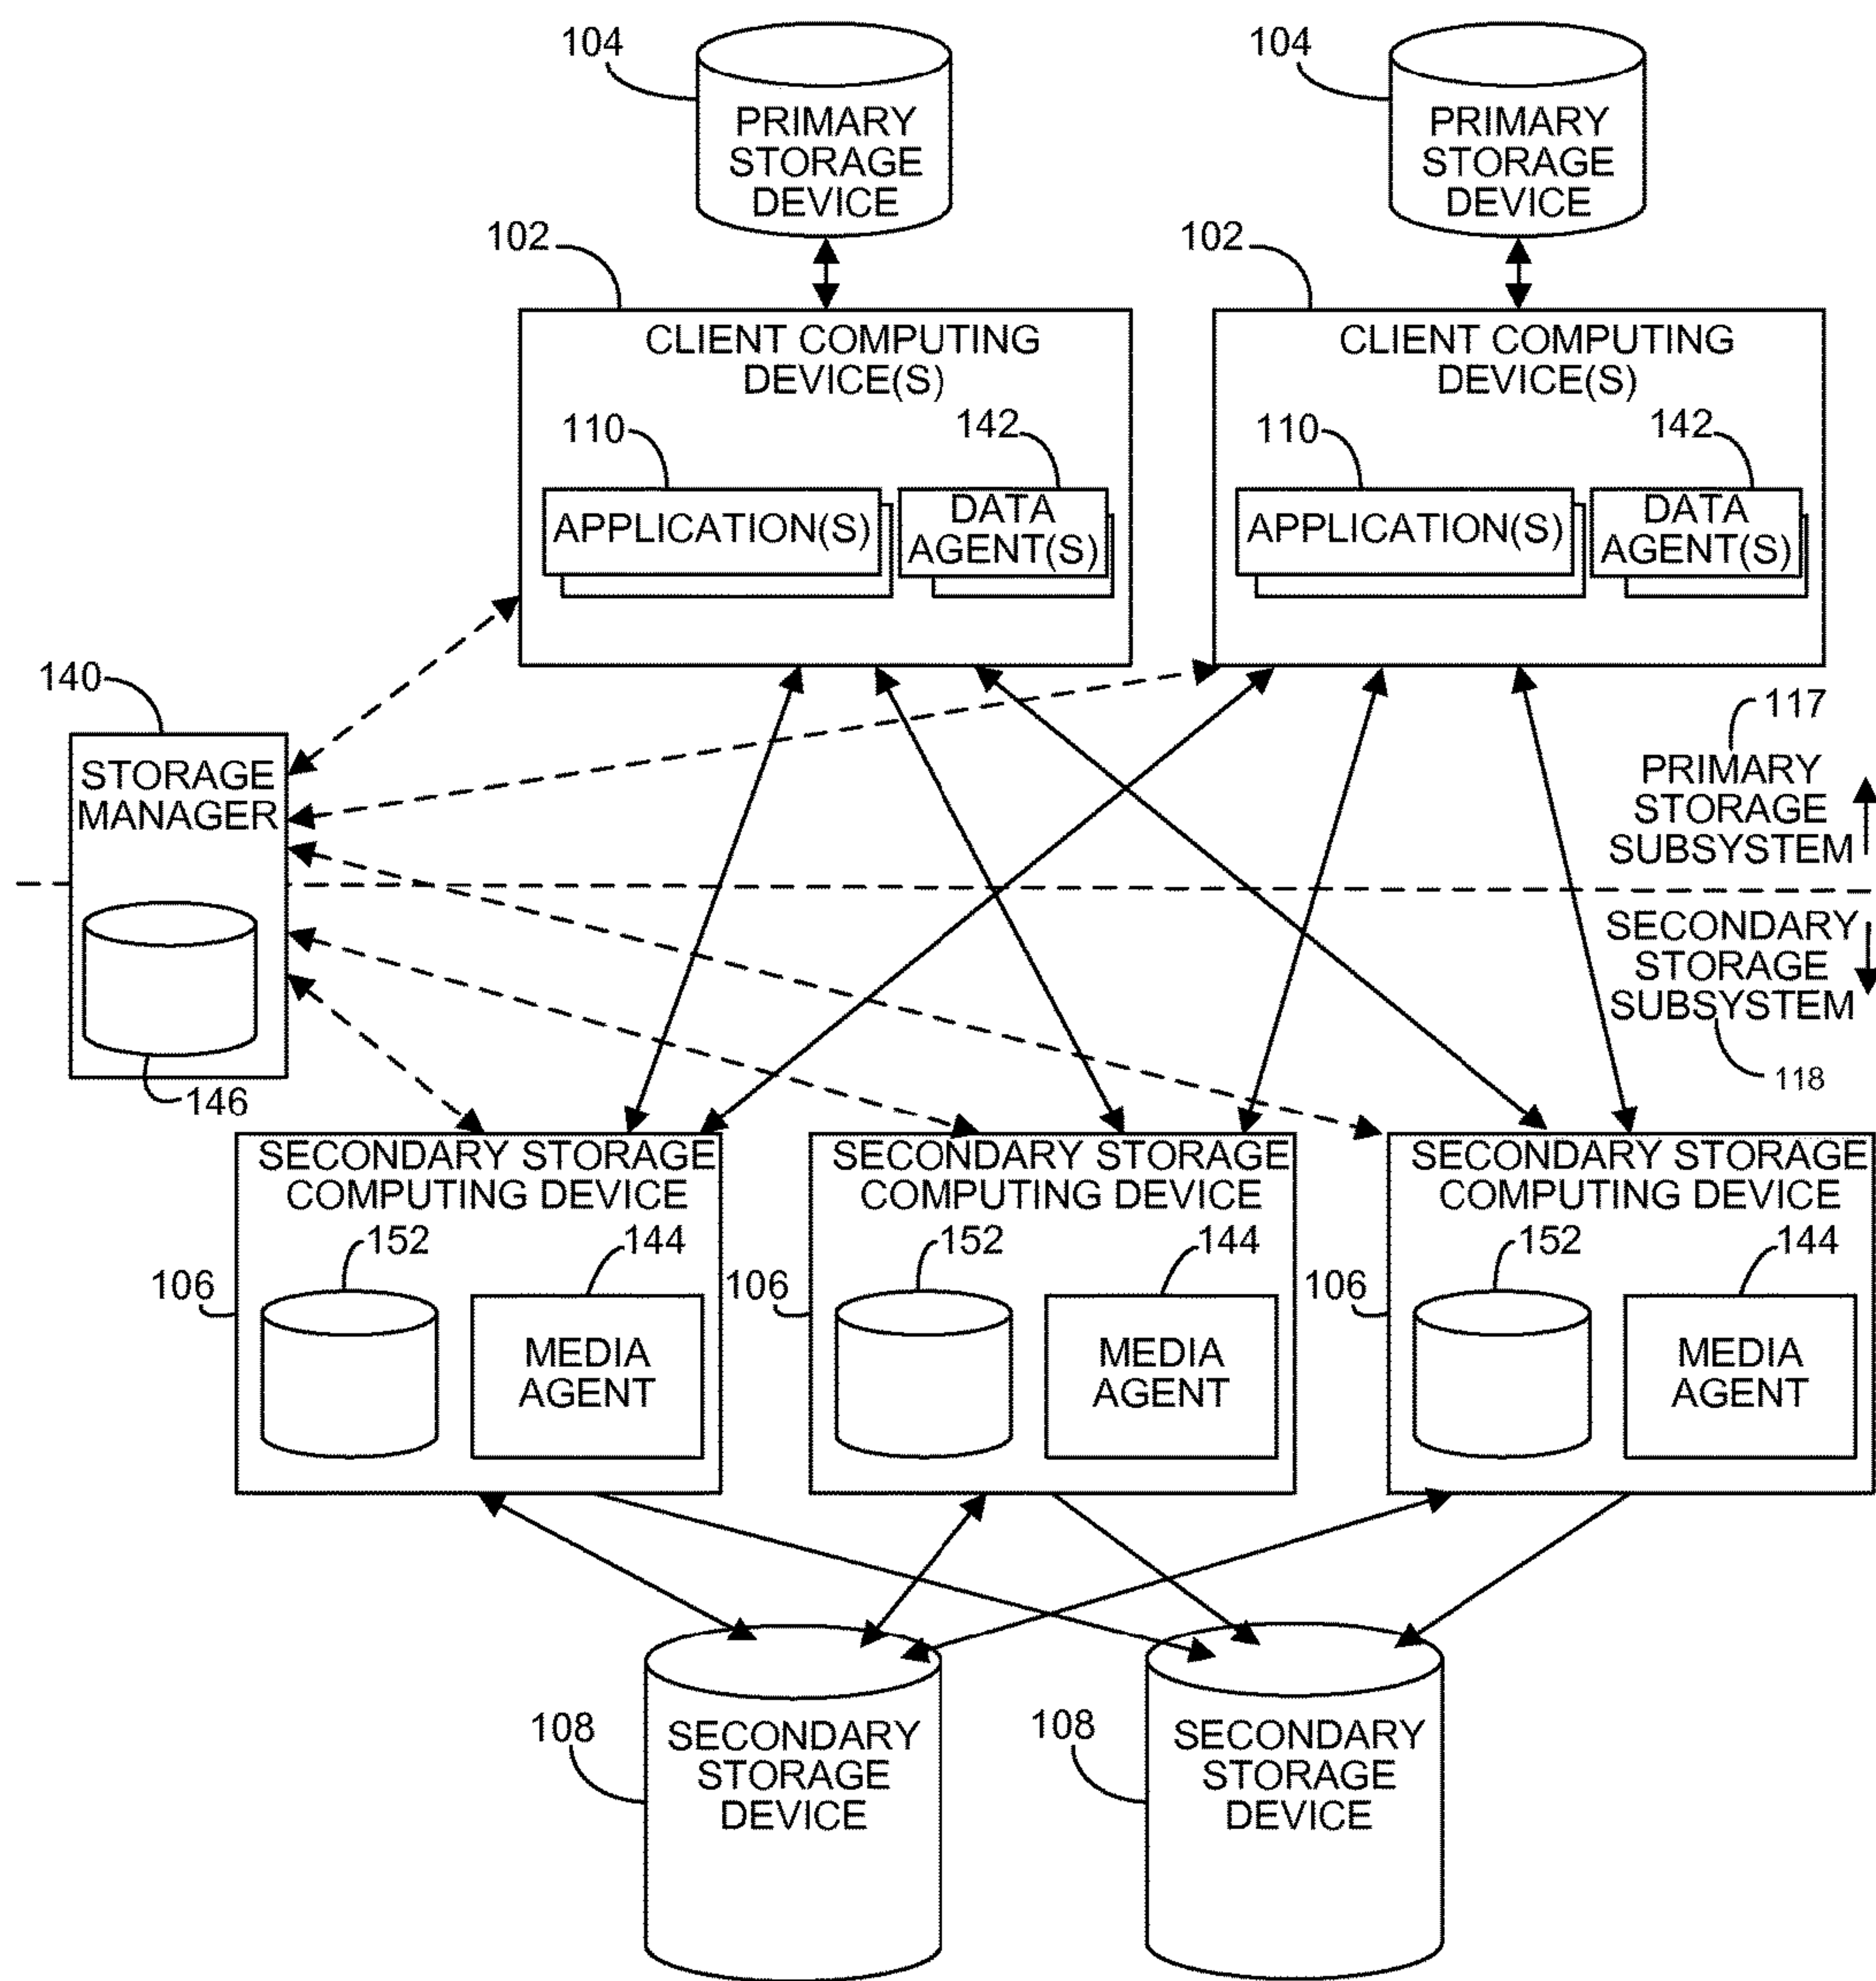 104
104
PRIMARY
STORAGE
DEVICE
PRIMARY
STORAGE
DEVICE
102
102
CLIENT COMPUTING
DEVICE(S)
CLIENT COMPUTING
DEVICE(S)
110
142
110
142
APPLICATION(S)
DATA
AGENT(S)
APPLICATION(S)
DATA
AGENT(S)
140
117
STORAGE
MANAGER
PRIMARY
STORAGE
SUBSYSTEM
SECONDARY
STORAGE
SUBSYSTEM
118
146
SECONDARY STORAGE
COMPUTING DEVICE
SECONDARY STORAGE
COMPUTING DEVICE
SECONDARY STORAGE
COMPUTING DEVICE
152
144
152
144
152
144
106
106
106
MEDIA
AGENT
MEDIA
AGENT
MEDIA
AGENT
108
108
SECONDARY
STORAGE
DEVICE
SECONDARY
STORAGE
DEVICE